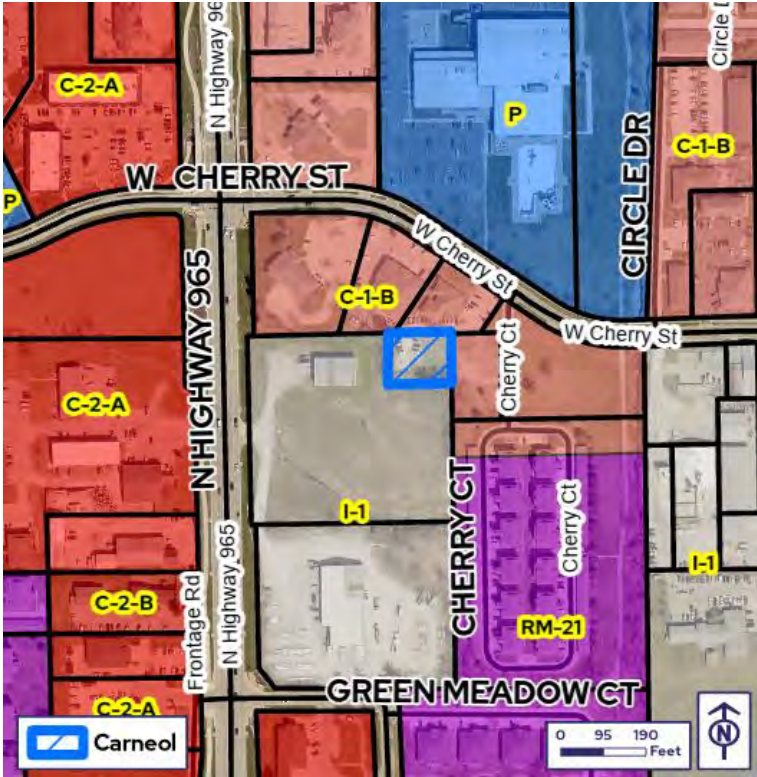 N Highway 96
Circle D
C-2-A
P
C-1-B
W CHERRY ST
CIRCLE DR
P
W Cherry St
C-1-B
W Cherry St
N HIGHWAY 965
Cherry Ct
C-2-A
I-1
CHERRY CT
Cherry Ct
N Highway 965
I-1
C-2-B
Frontage Rd
RM-21
GREEN MEADOW CT
C-2-A
Carneol
0 95 190
Feet
N